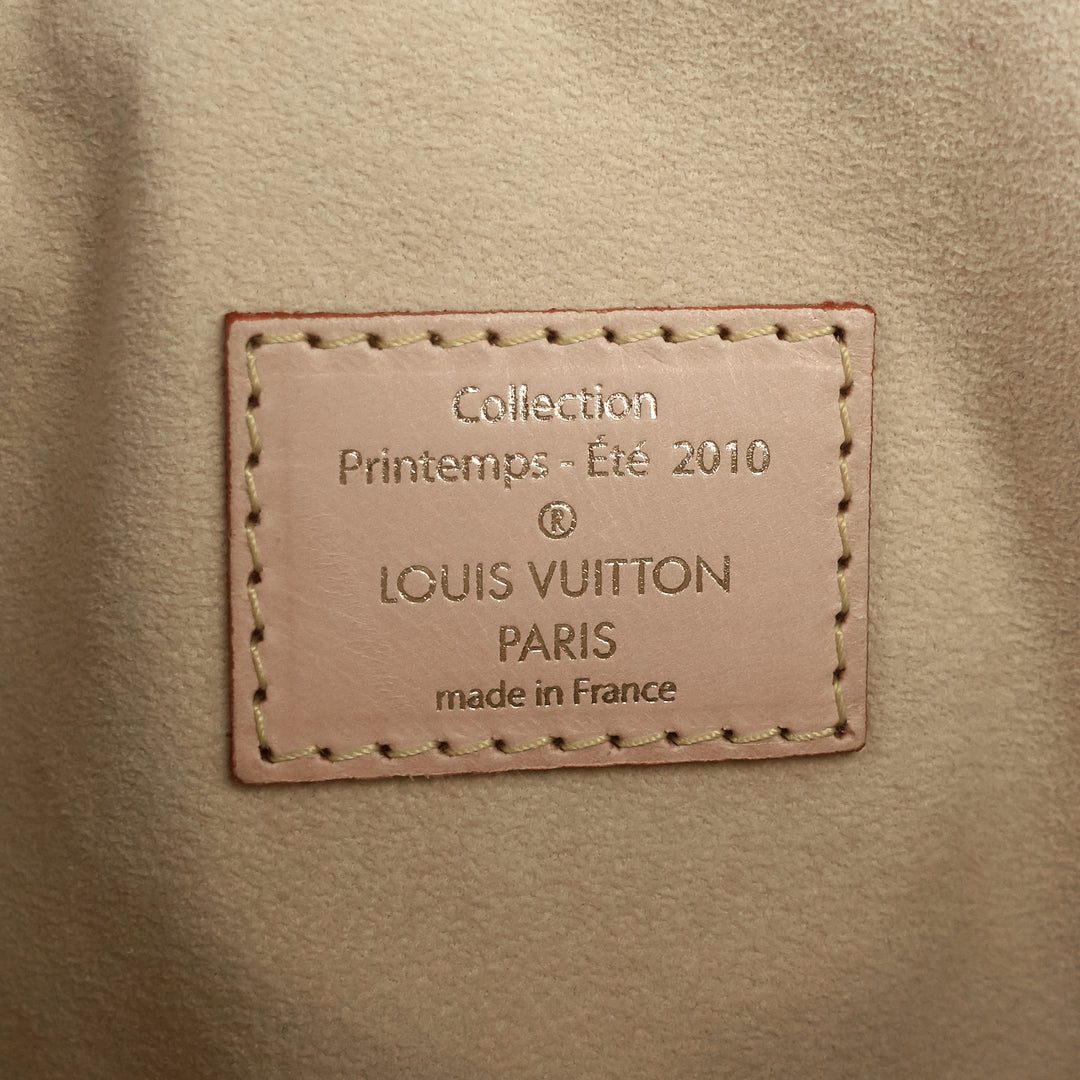 Collection
Printemps - Été 2010
®
LOUIS VUITTON
PARIS
made in France